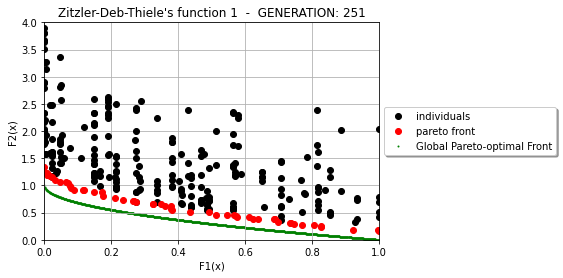 Zitzler-Deb-Thiele's function 1  -  GENERATION: 251
F2(x)
4.0
3.5
3.0
2.5
2.0
1.5
1.0
0.5
0.0
0.0 0.2 0.4 0.6 0.8 1.0
F1(x)
individuals
pareto front
Global Pareto-optimal Front